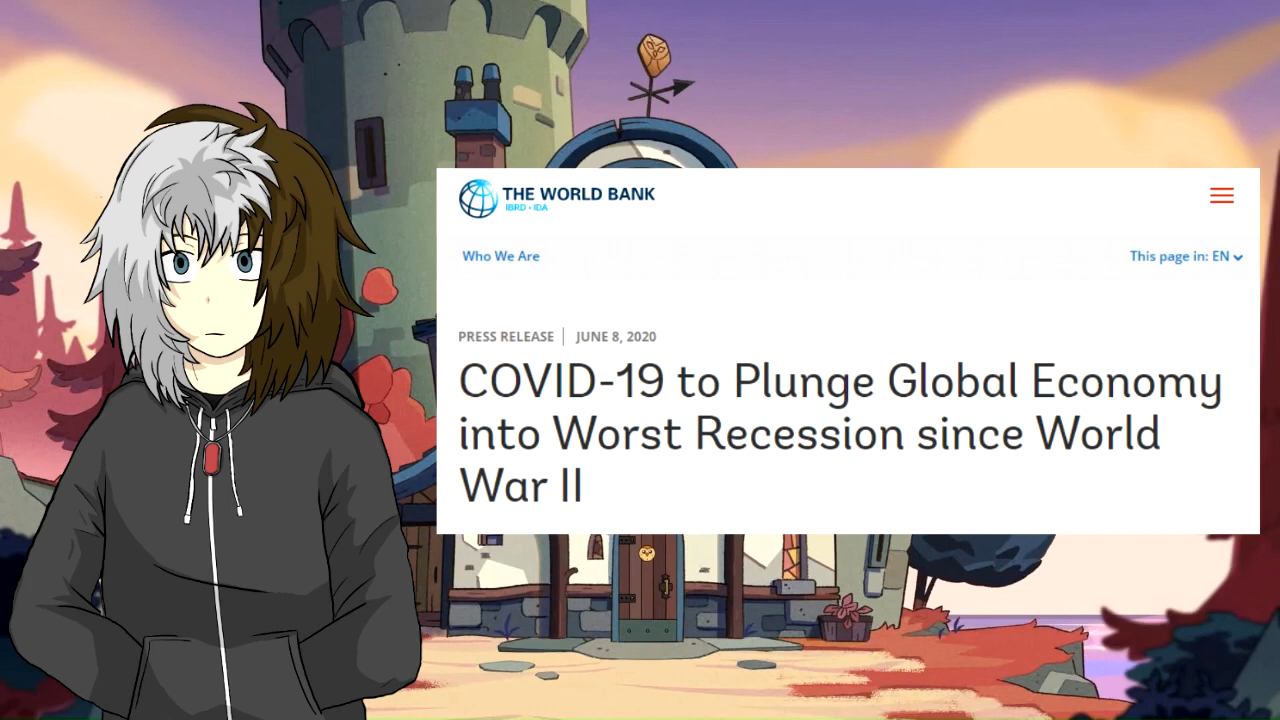 THE WORLD BANK
IBRD • IDA
Who We Are
This page in: EN
PRESS RELEASE | JUNE 8, 2020
COVID-19 to Plunge Global Economy
into Worst Recession since World
War II